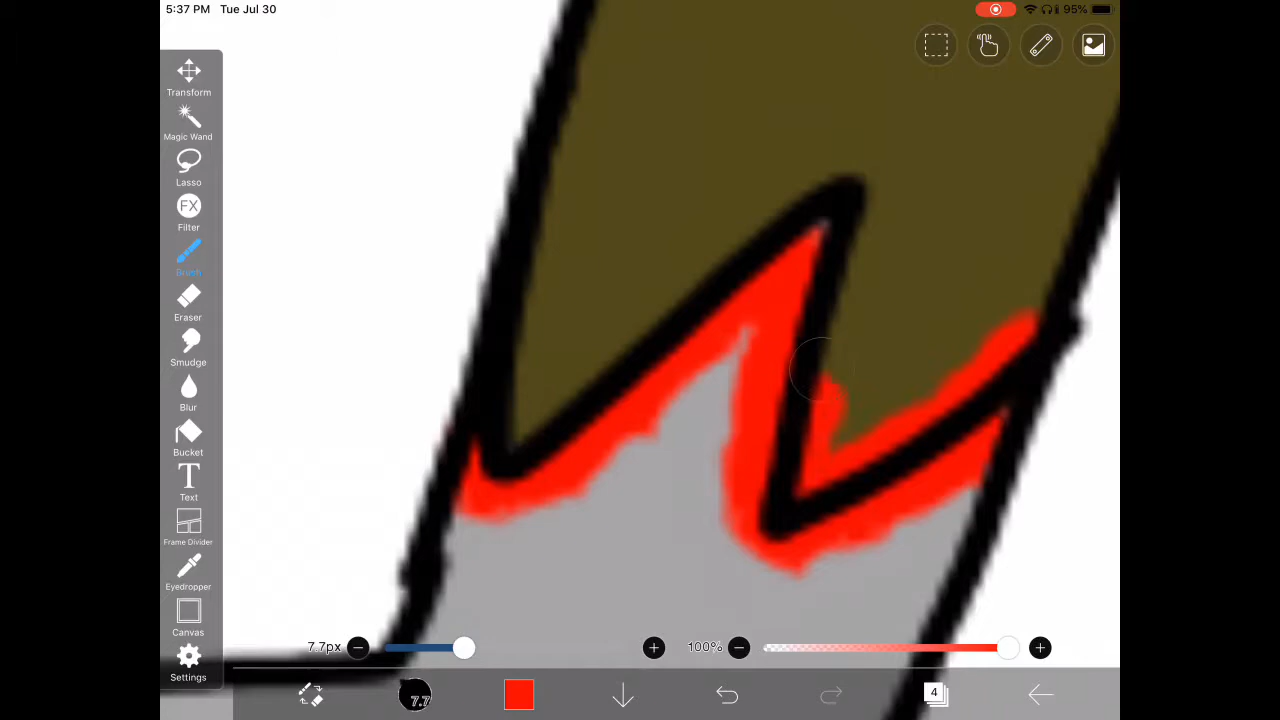 5:37 PM Tue Jul 30
95%
Transform
Magic Wand
Lasso
FX
Filter
Brush
Eraser
Smudge
Blur
Bucket
T
Text
Frame Divider
Eyedropper
Canvas
Settings
7.7px
100%
7.7
4